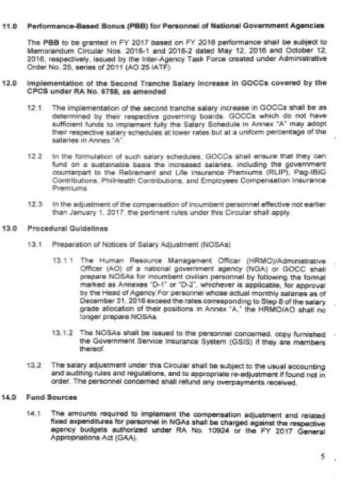 11.0 Performance-Based Bonus (PBB) for Personnel of National Government Agencies
The PBB to be granted in FY 2017 based on FY 2016 performance shall be subject to
Memorandum Circular Nos. 2016-1 and 2016-2 dated May 12, 2016 and October 12,
2016, respectively, issued by the Inter-Agency Task Force created under Administrative
Order No. 25, series of 2011 (AO 25 IATF).
12.0 Implementation of the Second Tranche Salary Increase in GOCCs covered by the
CPCS under RA No. 6758, as amended
12.1 The implementation of the second tranche salary increase in GOCCs shall be as
determined by their respective governing boards. GOCCs which do not have
sufficient funds to implement fully the Salary Schedule in Annex "A" may adopt
their respective salary schedules at lower rates but at a uniform percentage of the
salaries in Annex "A".
12.2 In the formulation of such salary schedules, GOCCs shall ensure that they can
fund on a sustainable basis the increased salaries, including the government
counterpart to the Retirement and Life Insurance Premiums (RLIP), Pag-IBIG
Contributions, PhilHealth Contributions, and Employees Compensation Insurance
Premiums.
12.3 In the adjustment of the compensation of incumbent personnel effective not earlier
than January 1, 2017, the pertinent rules under this Circular shall apply.
13.0 Procedural Guidelines
13.1 Preparation of Notices of Salary Adjustment (NOSAs)
13.1.1 The Human Resource Management Officer (HRMO)/Administrative
Officer (AO) of a national government agency (NGA) or GOCC shall
prepare NOSAs for incumbent civilian personnel by following the format
marked as Annexes "D-1" or "D-2", whichever is applicable, for approval
by the Head of Agency. For personnel whose actual monthly salaries as of
December 31, 2016 exceed the rates corresponding to Step 8 of the salary
grade allocation of their positions in Annex "A," the HRMO/AO shall no
longer prepare NOSAs.
13.1.2 The NOSAs shall be issued to the personnel concerned, copy furnished
the Government Service Insurance System (GSIS) if they are members
thereof.
13.2 The salary adjustment under this Circular shall be subject to the usual accounting
and auditing rules and regulations, and to appropriate re-adjustment if found not in
order. The personnel concerned shall refund any overpayments received.
14.0 Fund Sources
14.1 The amounts required to implement the compensation adjustment and related
fixed expenditures for personnel in NGAs shall be charged against the respective
agency budgets authorized under RA No. 10924 or the FY 2017 General
Appropriations Act (GAA).
5